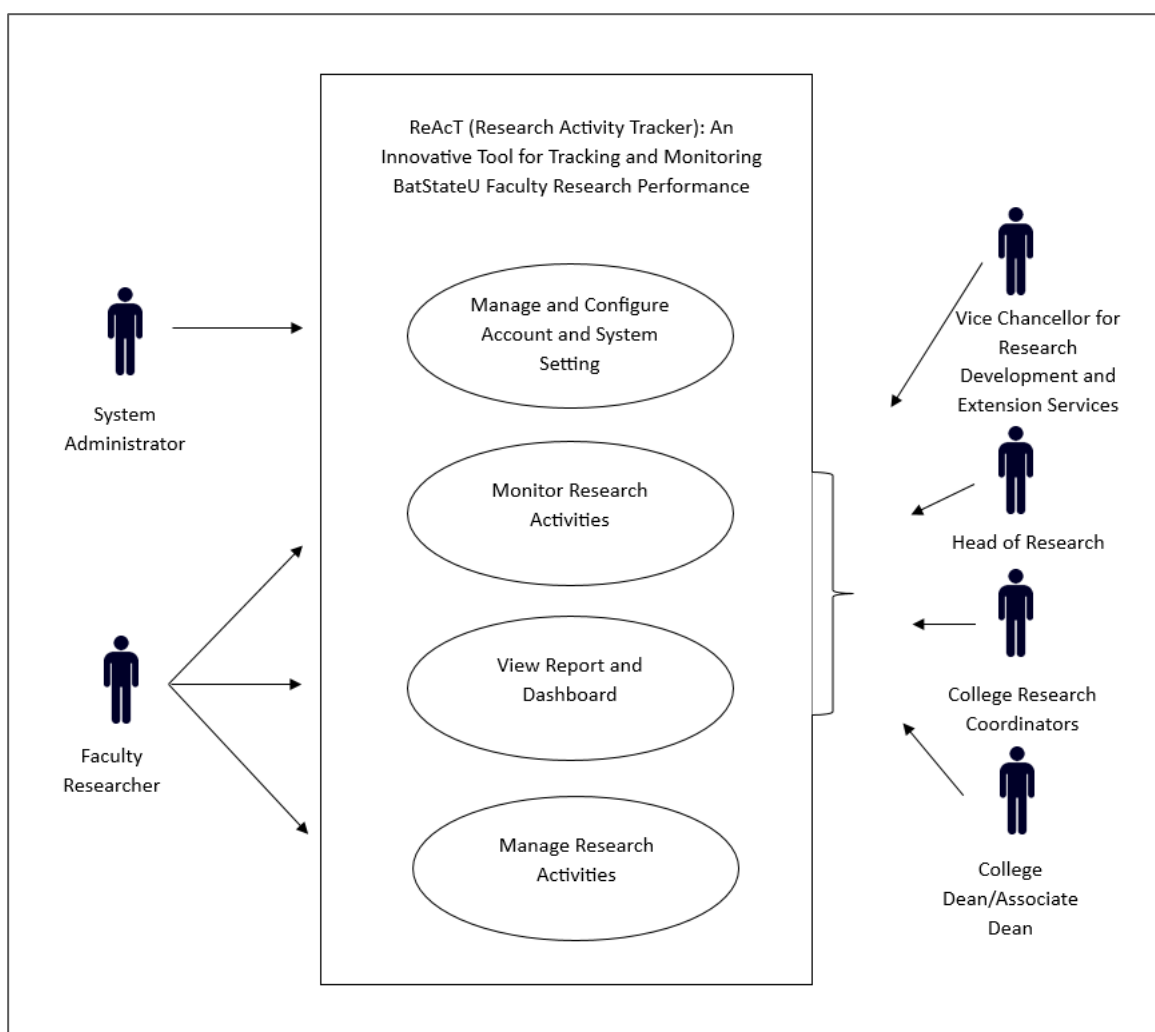 ReAcT (Research Activity Tracker): An
Innovative Tool for Tracking and Monitoring
BatStateU Faculty Research Performance
Manage and Configure
Account and System
Setting
System
Administrator
Monitor Research
Activities
View Report and
Dashboard
Faculty
Researcher
Manage Research
Activities
Vice Chancellor for
Research
Development and
Extension Services
Head of Research
College Research
Coordinators
College
Dean/Associate
Dean